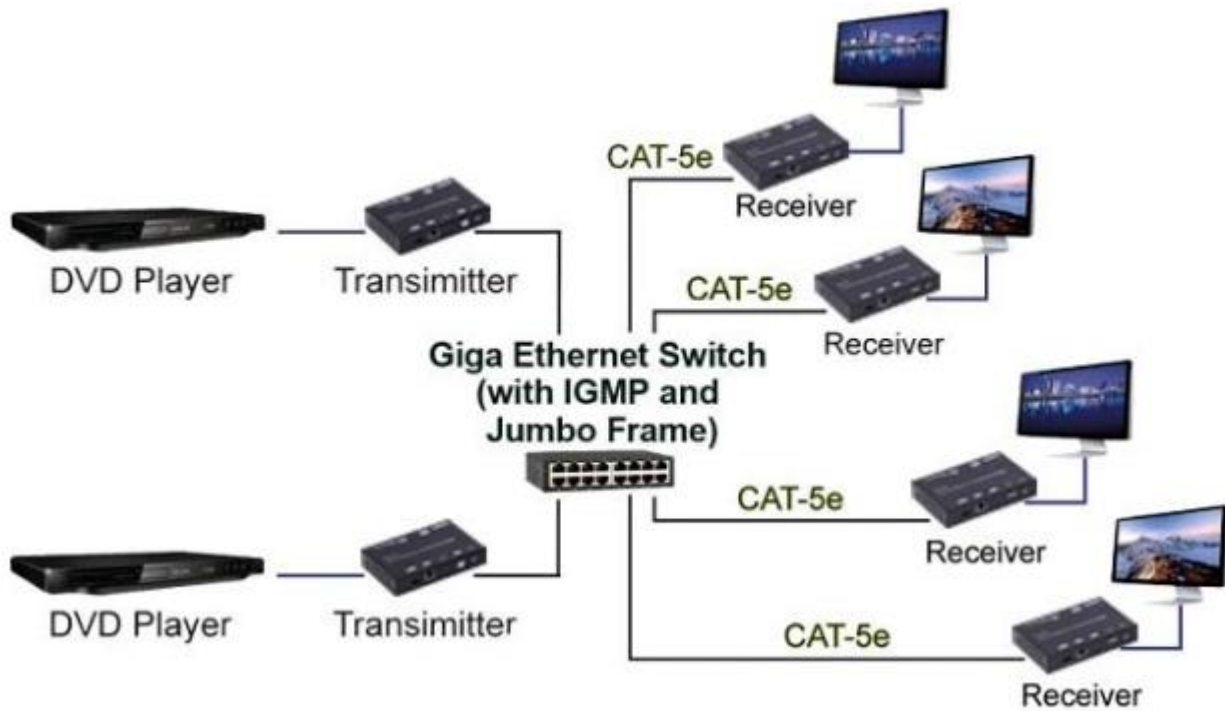 CAT-5e
Receiver
DVD Player
Transimitter
CAT-5e
Receiver
Giga Ethernet Switch
(with IGMP and
Jumbo Frame)
CAT-5e
Receiver
DVD Player
Transimitter
CAT-5e
Receiver